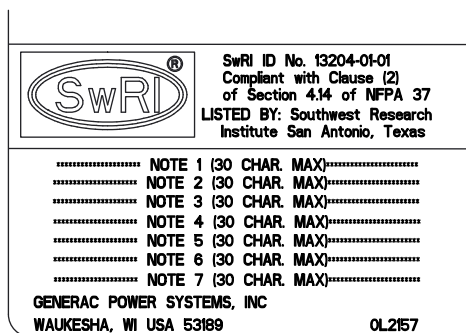 SwRI ®
SwRI ID No. 13204-01-01
Compliant with Clause (2)
of Section 4.14 of NFPA 37
LISTED BY: Southwest Research
Institute San Antonio, Texas
NOTE 1 (30 CHAR. MAX)
NOTE 2 (30 CHAR. MAX)
NOTE 3 (30 CHAR. MAX)
NOTE 4 (30 CHAR. MAX)
NOTE 5 (30 CHAR. MAX)
NOTE 6 (30 CHAR. MAX)
NOTE 7 (30 CHAR. MAX)
GENERAC POWER SYSTEMS, INC
WAUKESHA, WI USA 53189
0L2157